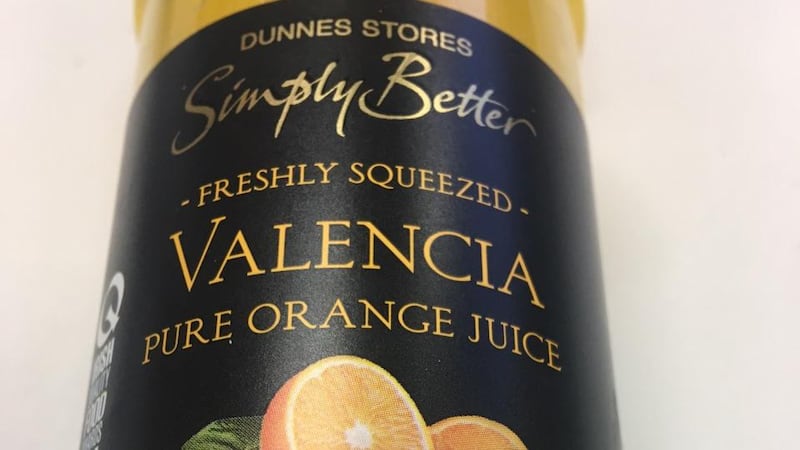 DUNNES STORES
Simply Better
- FRESHLY SQUEEZED -
VALENCIA
PURE ORANGE JUICE
Q